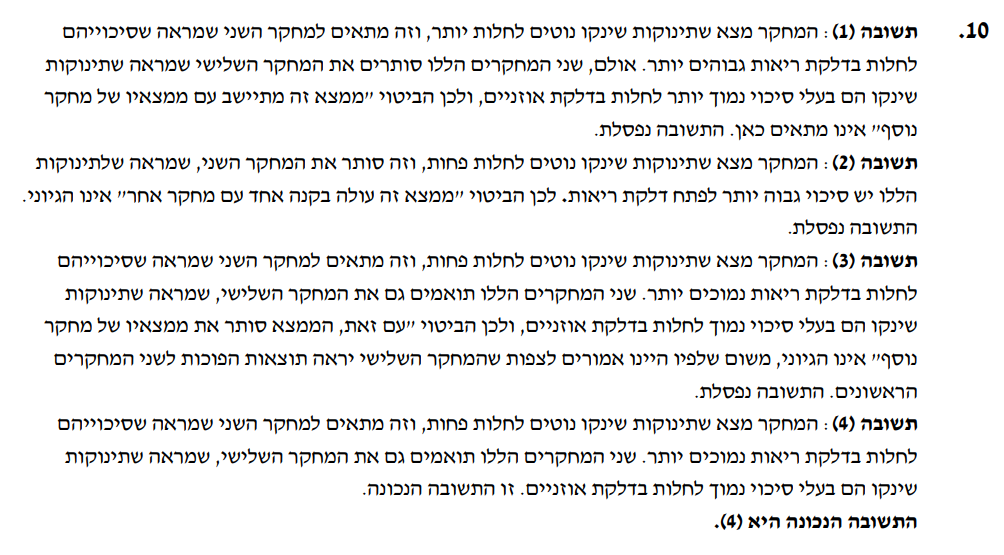 10. תשובה (1): המחקר מצא שתינוקות שינקו נוטים לחלות יותר, וזה מתאים למחקר השני שמראה שסיכוייהם
לחלות בדלקת ריאות גבוהים יותר. אולם, שני המחקרים הללו סותרים את המחקר השלישי שמראה שתינוקות
שינקו הם בעלי סיכוי נמוך יותר לחלות בדלקת אוזניים, ולכן הביטוי "ממצא זה מתיישב עם ממצאיו של מחקר
נוסף" אינו מתאים כאן. התשובה נפסלת.
תשובה (2): המחקר מצא שתינוקות שינקו נוטים לחלות פחות, וזה סותר את המחקר השני, שמראה שלתינוקות
הללו יש סיכוי גבוה יותר לפתח דלקת ריאות. לכן הביטוי "ממצא זה עולה בקנה אחד עם מחקר אחר" אינו הגיוני.
התשובה נפסלת.
תשובה (3): המחקר מצא שתינוקות שינקו נוטים לחלות פחות, וזה מתאים למחקר השני שמראה שסיכוייהם
לחלות בדלקת ריאות נמוכים יותר. שני המחקרים הללו תואמים גם את המחקר השלישי, שמראה שתינוקות
שינקו הם בעלי סיכוי נמוך לחלות בדלקת אוזניים, ולכן הביטוי "עם זאת, הממצא סותר את ממצאיו של מחקר
נוסף" אינו הגיוני, משום שלפיו היינו אמורים לצפות שהמחקר השלישי יראה תוצאות הפוכות לשני המחקרים
הראשונים. התשובה נפסלת.
תשובה (4): המחקר מצא שתינוקות שינקו נוטים לחלות פחות, וזה מתאים למחקר השני שמראה שסיכוייהם
לחלות בדלקת ריאות נמוכים יותר. שני המחקרים הללו תואמים גם את המחקר השלישי, שמראה שתינוקות
שינקו הם בעלי סיכוי נמוך לחלות בדלקת אוזניים. זו התשובה הנכונה.
התשובה הנכונה היא (4).